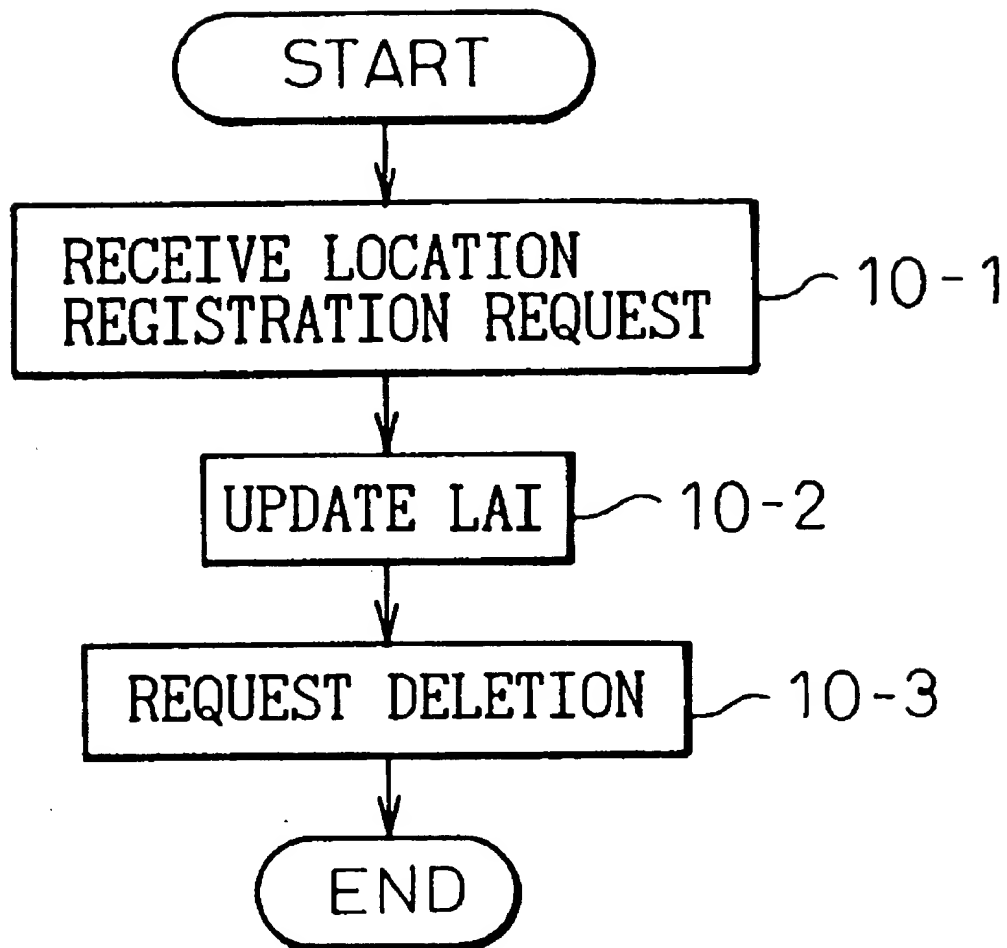 START
RECEIVE LOCATION
REGISTRATION REQUEST
10-1
UPDATE LAI
10-2
REQUEST DELETION
10-3
END